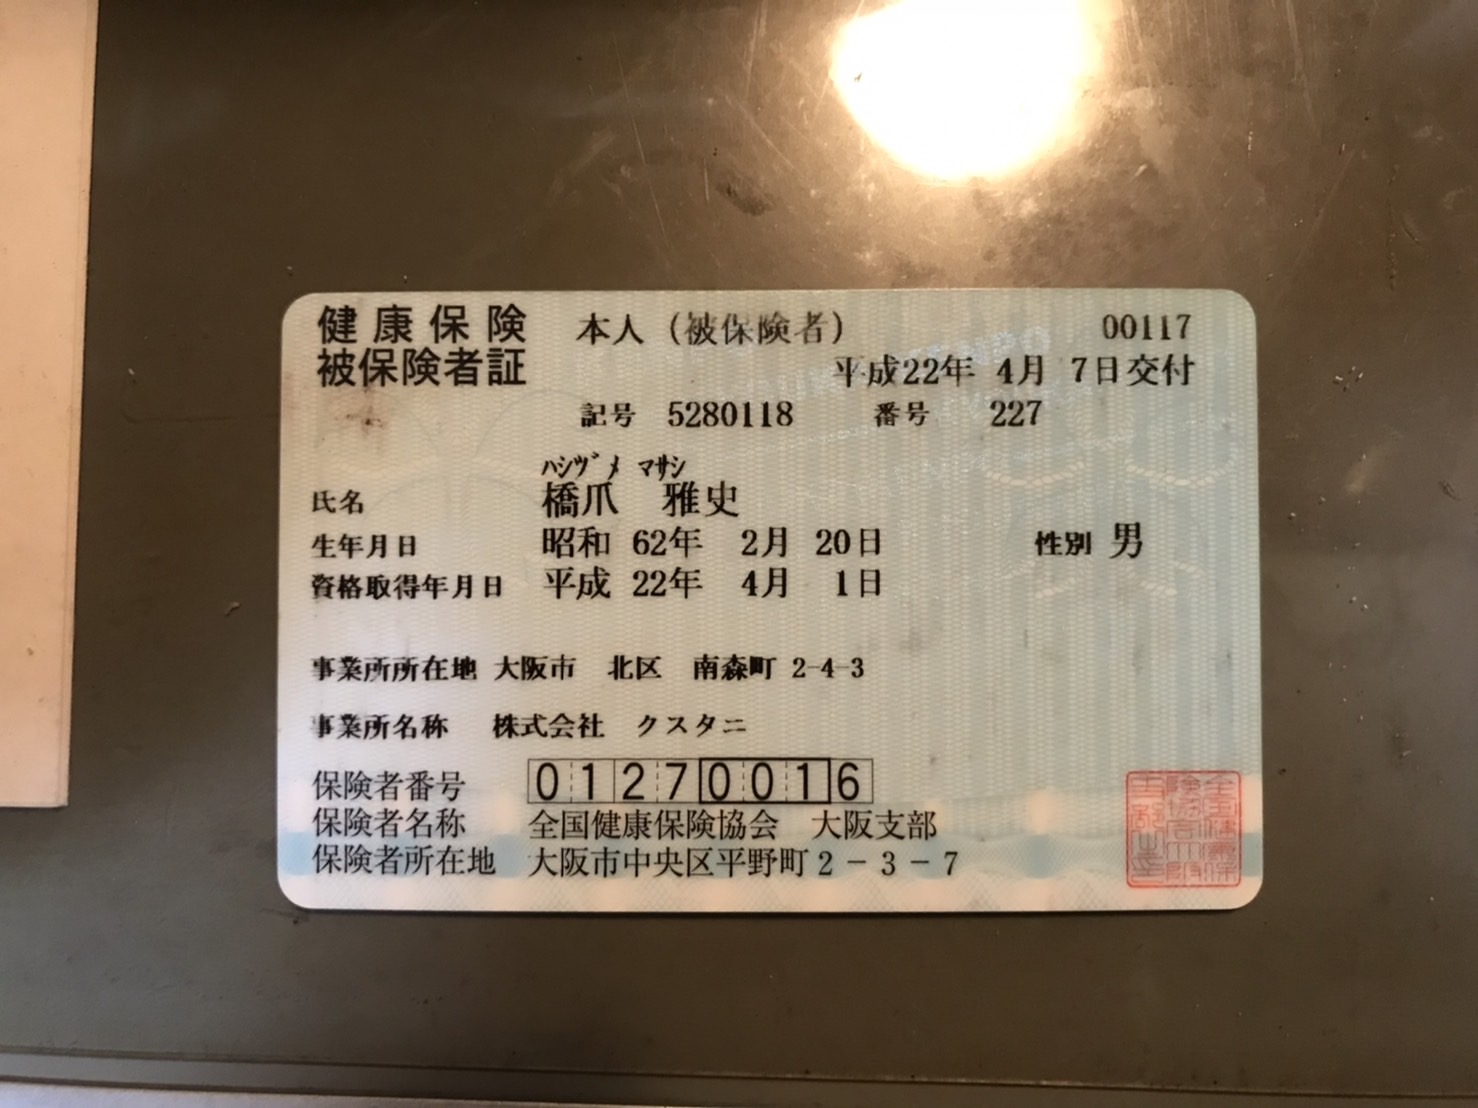 健康保険 本人（被保険者） 00117
被保険者証 平成22年 4月 7日交付
記号 5280118 番号 227
ﾊｼﾂﾞﾒ ﾏｻｼ
氏名 橋爪 雅史
生年月日 昭和 62年 2月 20日 性別 男
資格取得年月日 平成 22年 4月 1日
事業所所在地 大阪市 北区 南森町 2-4-3
事業所名称 株式会社 クスタニ
保険者番号 01270016
保険者名称 全国健康保険協会 大阪支部
保険者所在地 大阪市中央区平野町２－３－７